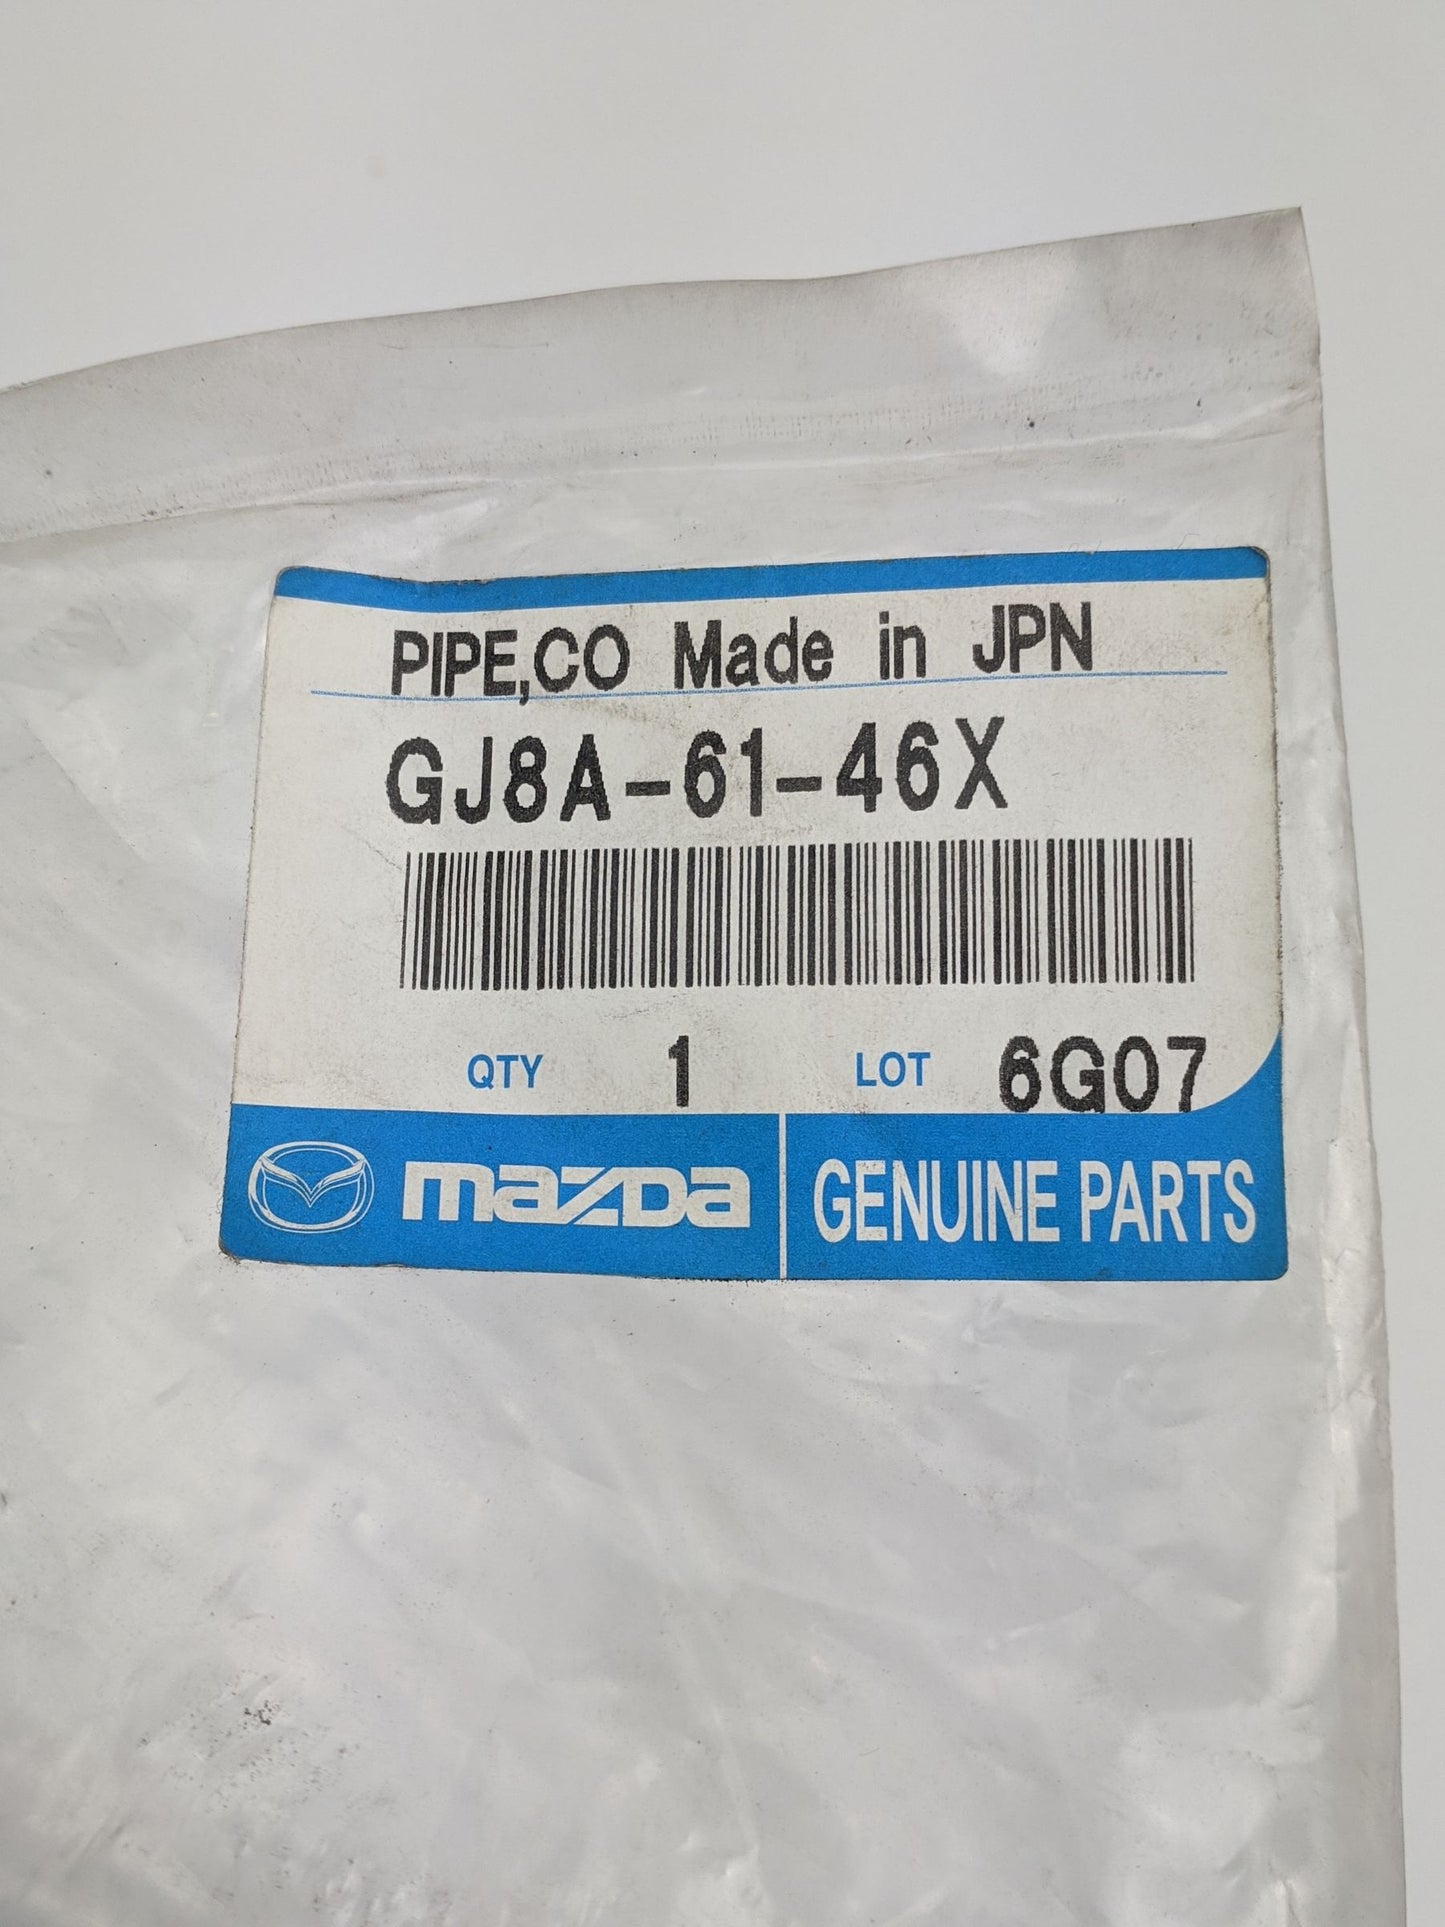 PIPE,CO Made in JPN
GJ8A-61-46X
QTY 1 LOT 6G07
mazda GENUINE PARTS